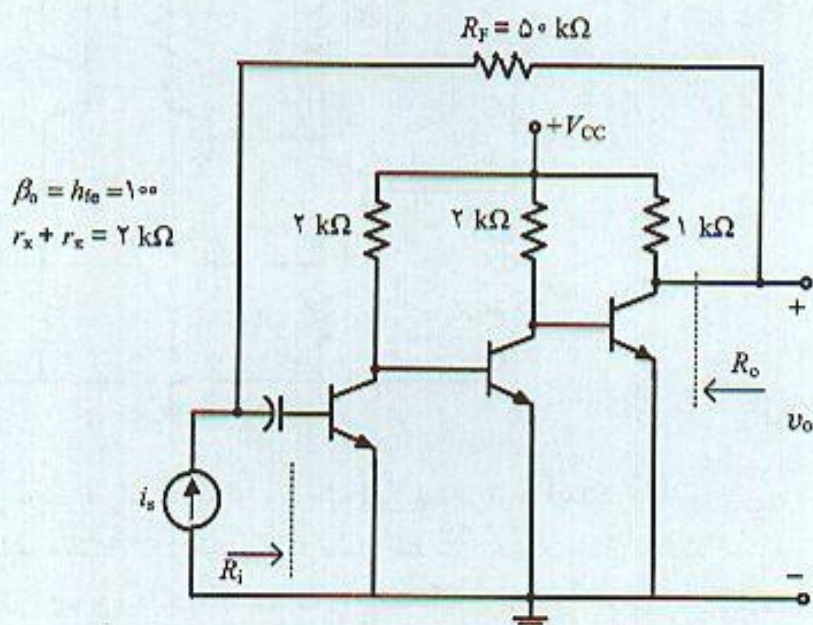 R_F = ۵۰ kΩ
+V_CC
β_o = h_fe = ۱۰۰
r_x + r_π = ۲ kΩ
۲ kΩ
۲ kΩ
۱ kΩ
+
R_o
υ_o
i_s
R_i
−